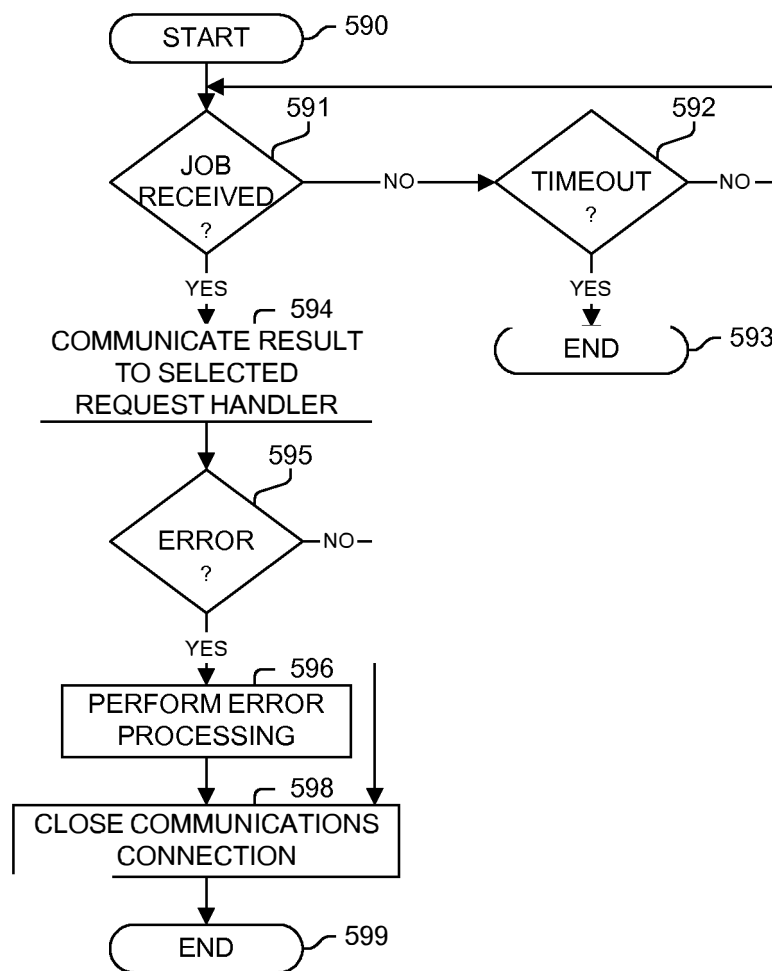 START
590
591
592
JOB
RECEIVED
?
NO
TIMEOUT
?
NO
YES
YES
594
COMMUNICATE RESULT
TO SELECTED
REQUEST HANDLER
END
593
595
ERROR
?
NO
YES
596
PERFORM ERROR
PROCESSING
598
CLOSE COMMUNICATIONS
CONNECTION
END
599